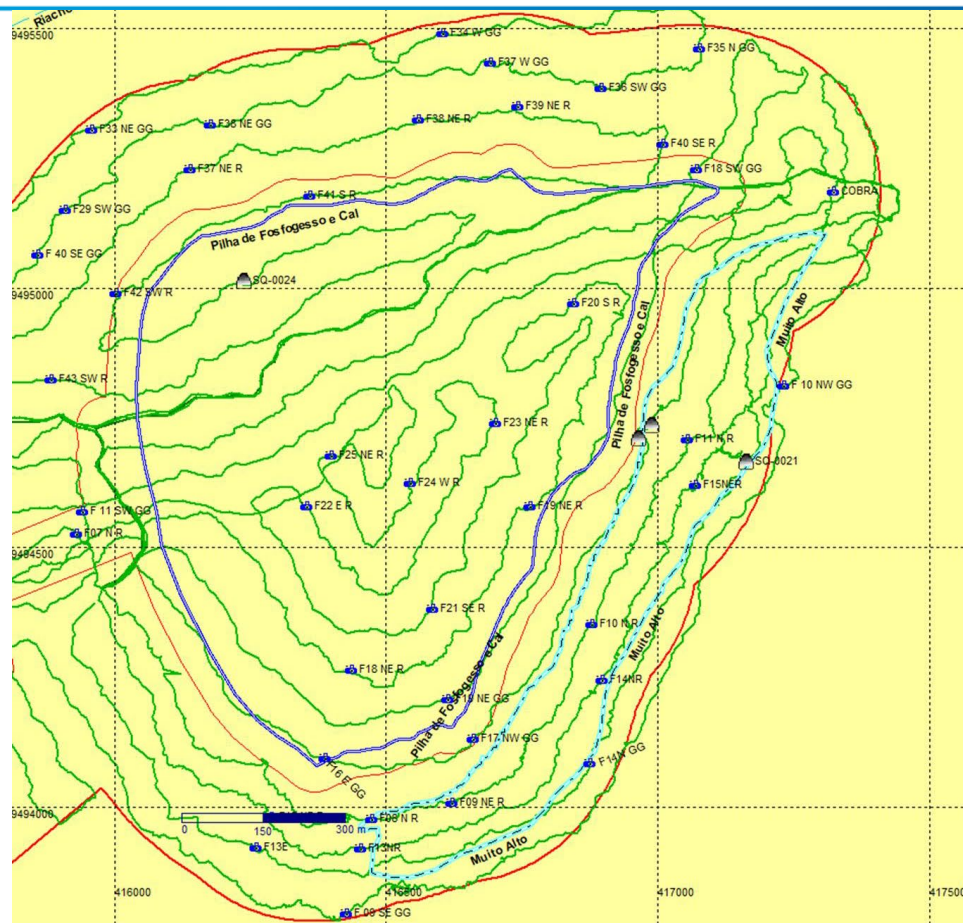 Riacho
9495500
F34 W GG
F35 N GG
F37 W GG
F36 SW GG
F39 NE R
F38 NE R
F33 NE GG
F36 NE GG
F40 SE R
F37 NE R
F18 SW GG
F41 S R
COBRA
F29 SW GG
Pilha de Fosfogesso e Cal
F 40 SE GG
SQ-0024
9495000
F42 SW R
F20 S R
Muito Alto
Pilha de Fosfogesso e Cal
F43 SW R
F 10 NW GG
F23 NE R
F11 N R
F25 NE R
SQ-0021
F24 W R
F15NER
F22 E R
F19 NE R
F 11 SW GG
F07 N R
9494500
F21 SE R
F10 N R
Muito Alto
Pilha de Fosfogesso e Cal
F18 NE R
F14NR
F19 NE GG
F17 NW GG
F16 E GG
F14N GG
F09 NE R
9494000
F08 N R
0 150 300 m
F13E
F13NR
Muito Alto
416000
417000
417500
F 09 SE GG